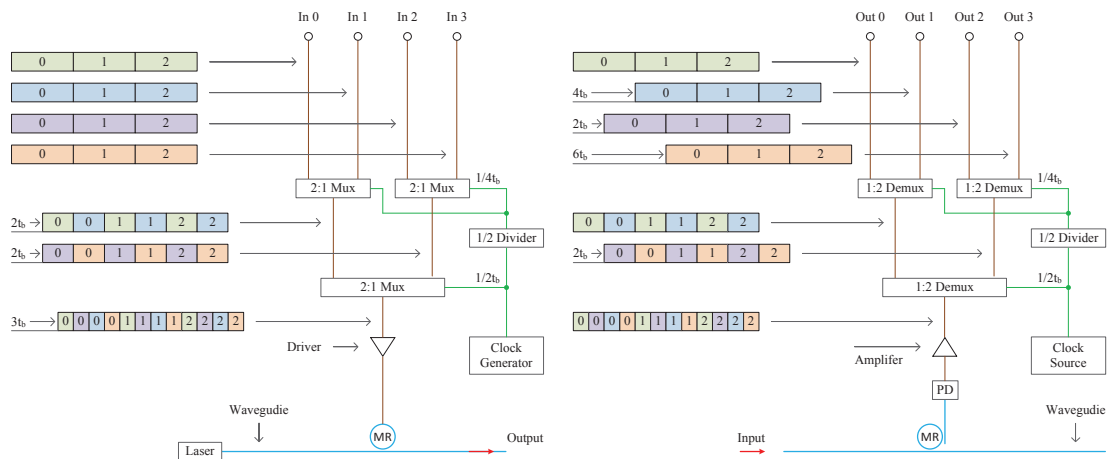 In 0 In 1 In 2 In 3
0 1 2
0 1 2
0 1 2
0 1 2
2:1 Mux 2:1 Mux 1/4tb
2tb 0 0 1 1 2 2
1/2 Divider
2tb 0 0 1 1 2 2
2:1 Mux 1/2tb
3tb 0 0 0 0 1 1 1 1 2 2 2 2
Driver
Clock
Generator
Wavegudie
MR
Output
Laser
Out 0 Out 1 Out 2 Out 3
0 1 2
4tb 0 1 2
2tb 0 1 2
6tb 0 1 2
1:2 Demux 1:2 Demux 1/4tb
0 0 1 1 2 2
1/2 Divider
2tb 0 0 1 1 2 2
1:2 Demux 1/2tb
0 0 0 0 1 1 1 1 2 2 2 2
Amplifer
Clock
Source
PD
Wavegudie
MR
Input